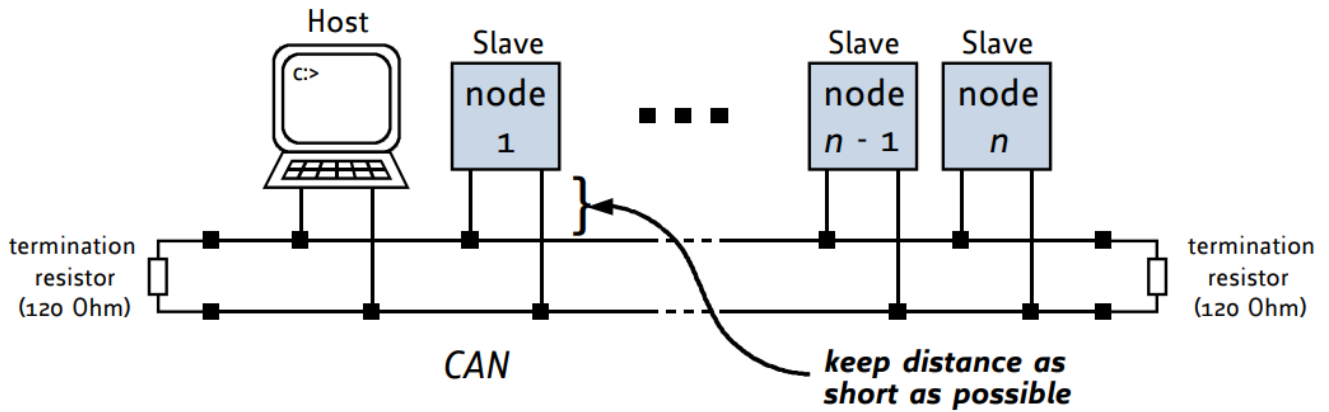 Host
c:>
Slave
node
1
Slave
node
n - 1
Slave
node
n
termination
resistor
(120 Ohm)
termination
resistor
(120 Ohm)
CAN
keep distance as
short as possible